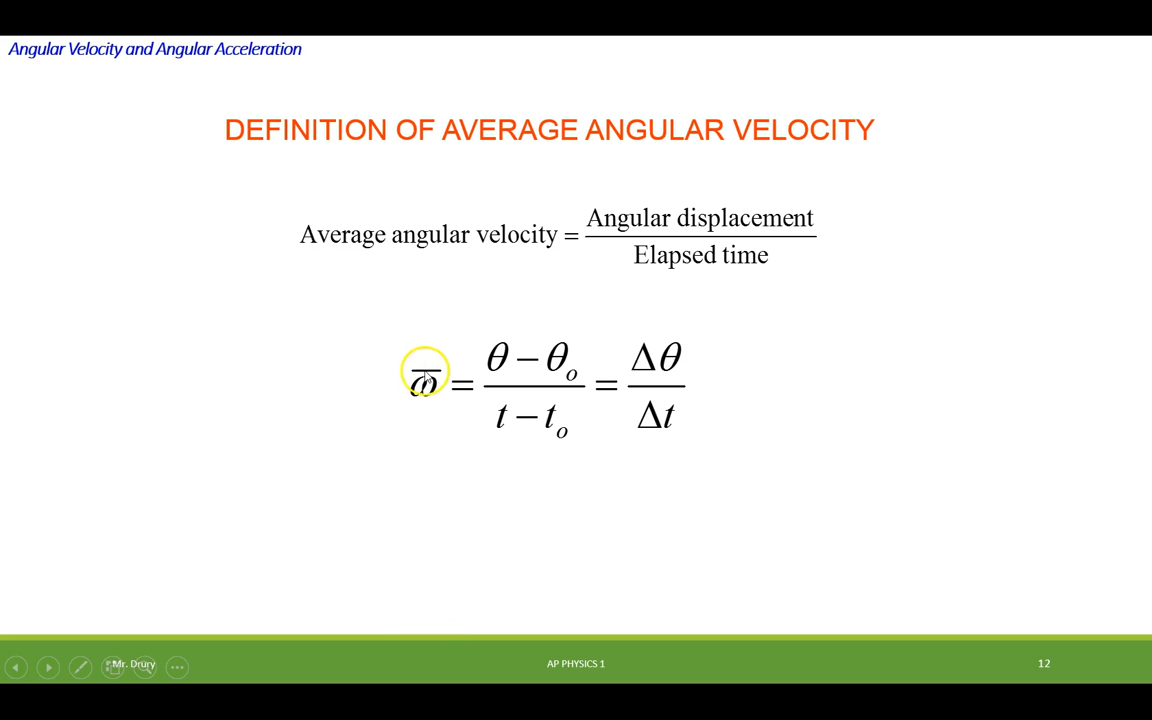 Angular Velocity and Angular Acceleration
DEFINITION OF AVERAGE ANGULAR VELOCITY
Average angular velocity = Angular displacement / Elapsed time
ω̅ = (θ − θₒ) / (t − tₒ) = Δθ / Δt
Mr. Drury
AP PHYSICS 1
12